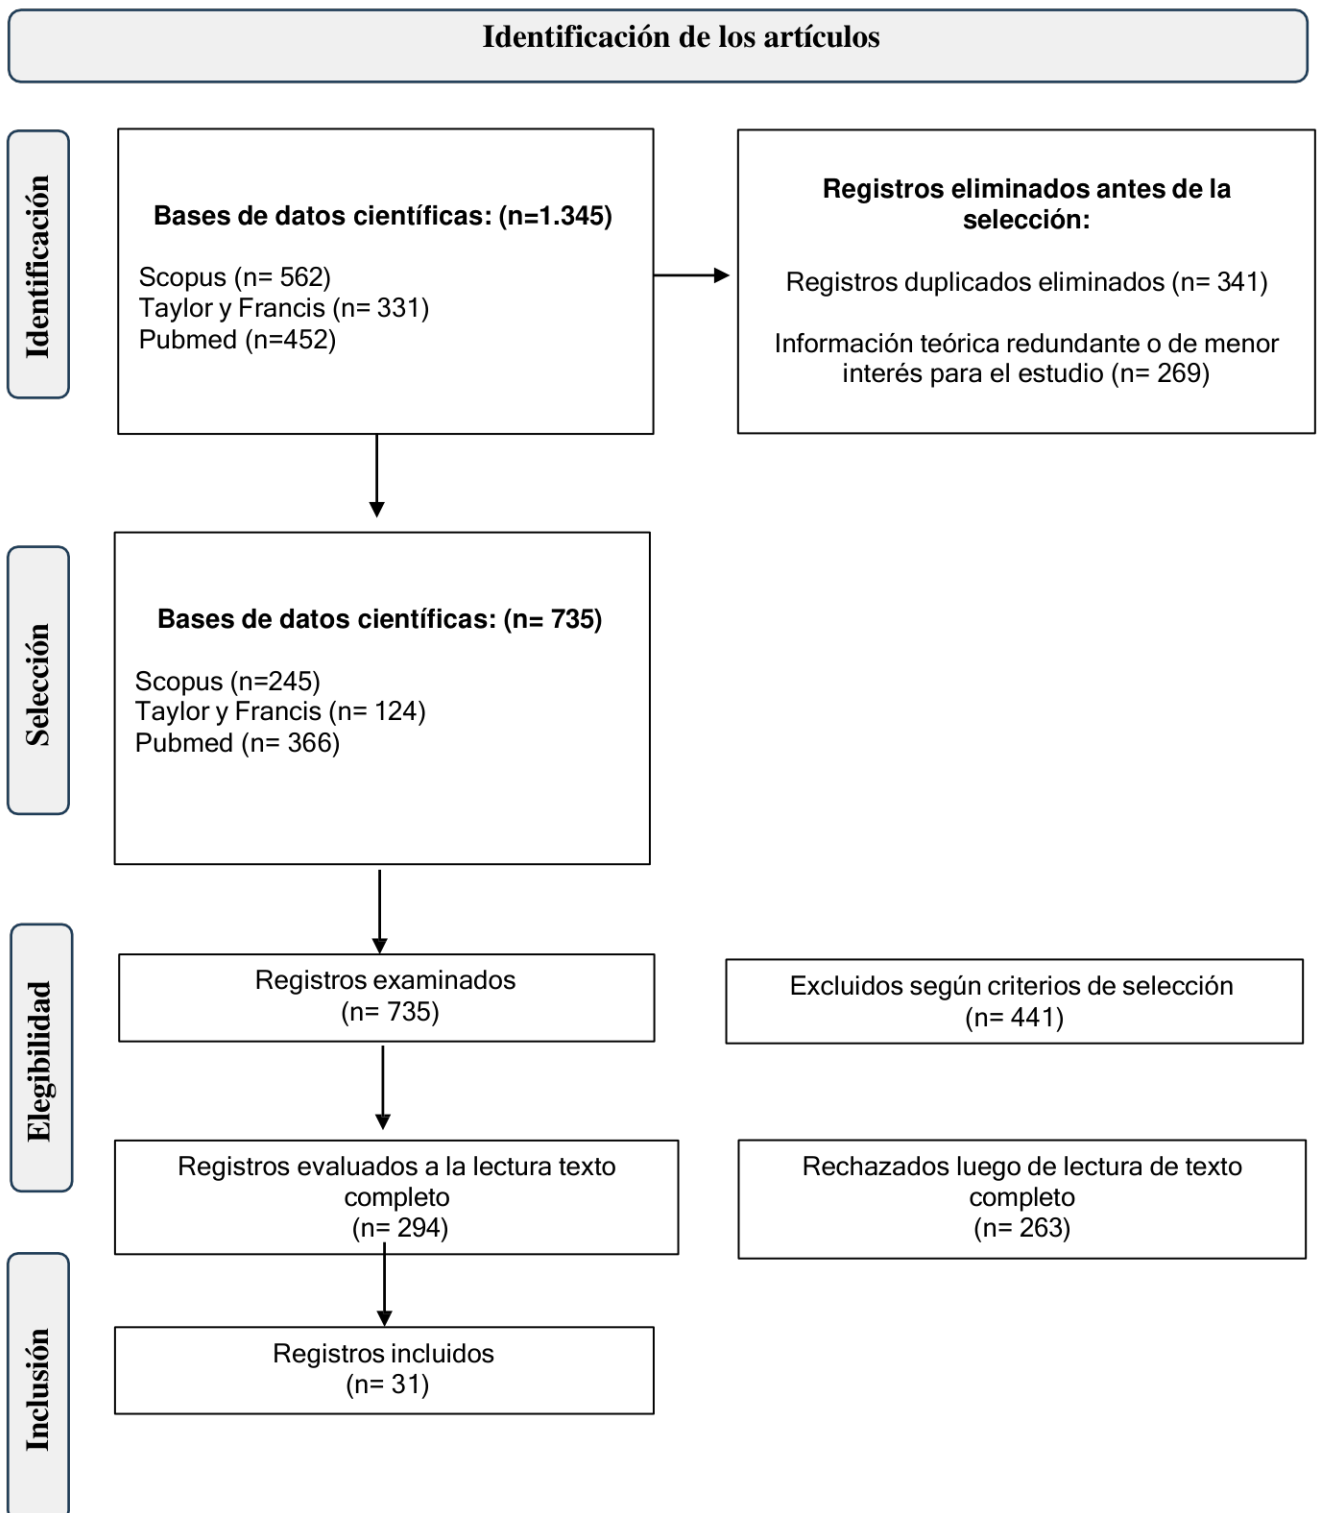 Identificación de los artículos
Identificación
Bases de datos científicas: (n=1.345)
Scopus (n= 562)
Taylor y Francis (n= 331)
Pubmed (n=452)
Registros eliminados antes de la
selección:
Registros duplicados eliminados (n= 341)
Información teórica redundante o de menor
interés para el estudio (n= 269)
Selección
Bases de datos científicas: (n= 735)
Scopus (n=245)
Taylor y Francis (n= 124)
Pubmed (n= 366)
Elegibilidad
Registros examinados
(n= 735)
Excluidos según criterios de selección
(n= 441)
Registros evaluados a la lectura texto
completo
(n= 294)
Rechazados luego de lectura de texto
completo
(n= 263)
Inclusión
Registros incluidos
(n= 31)